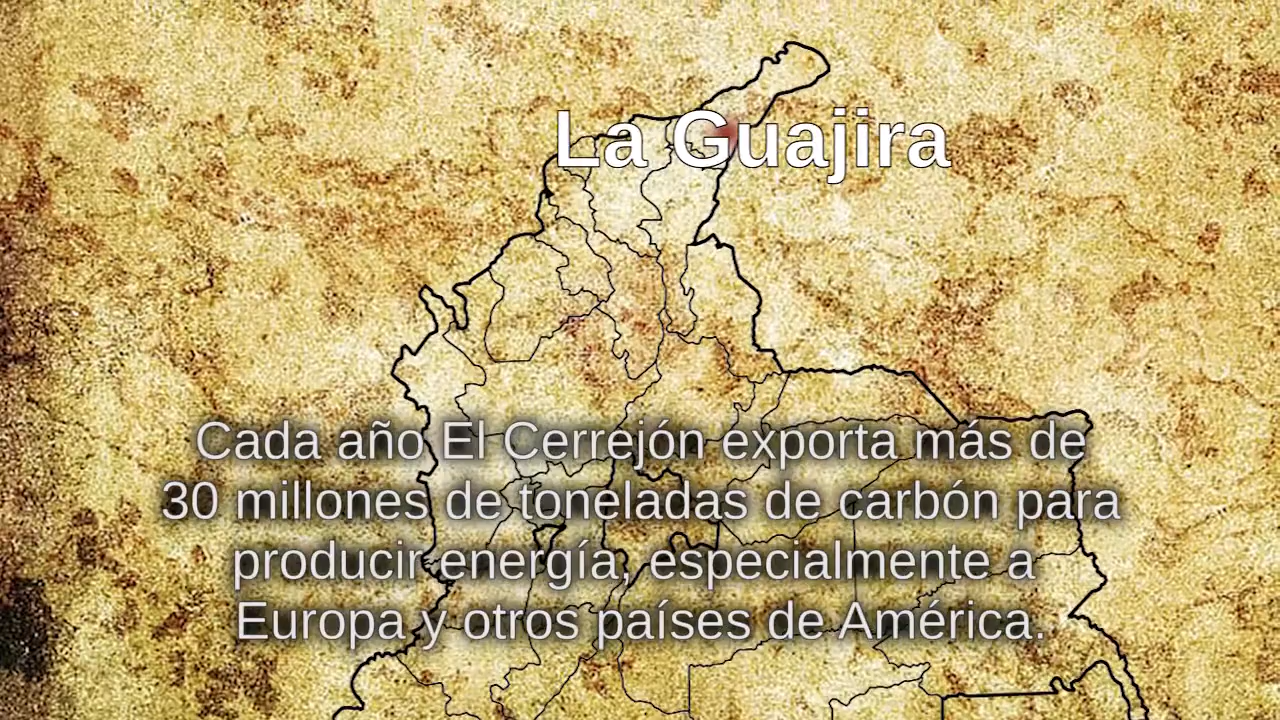 La Guajira
Cada año El Cerrejón exporta más de
30 millones de toneladas de carbón para
producir energía, especialmente a
Europa y otros países de América.